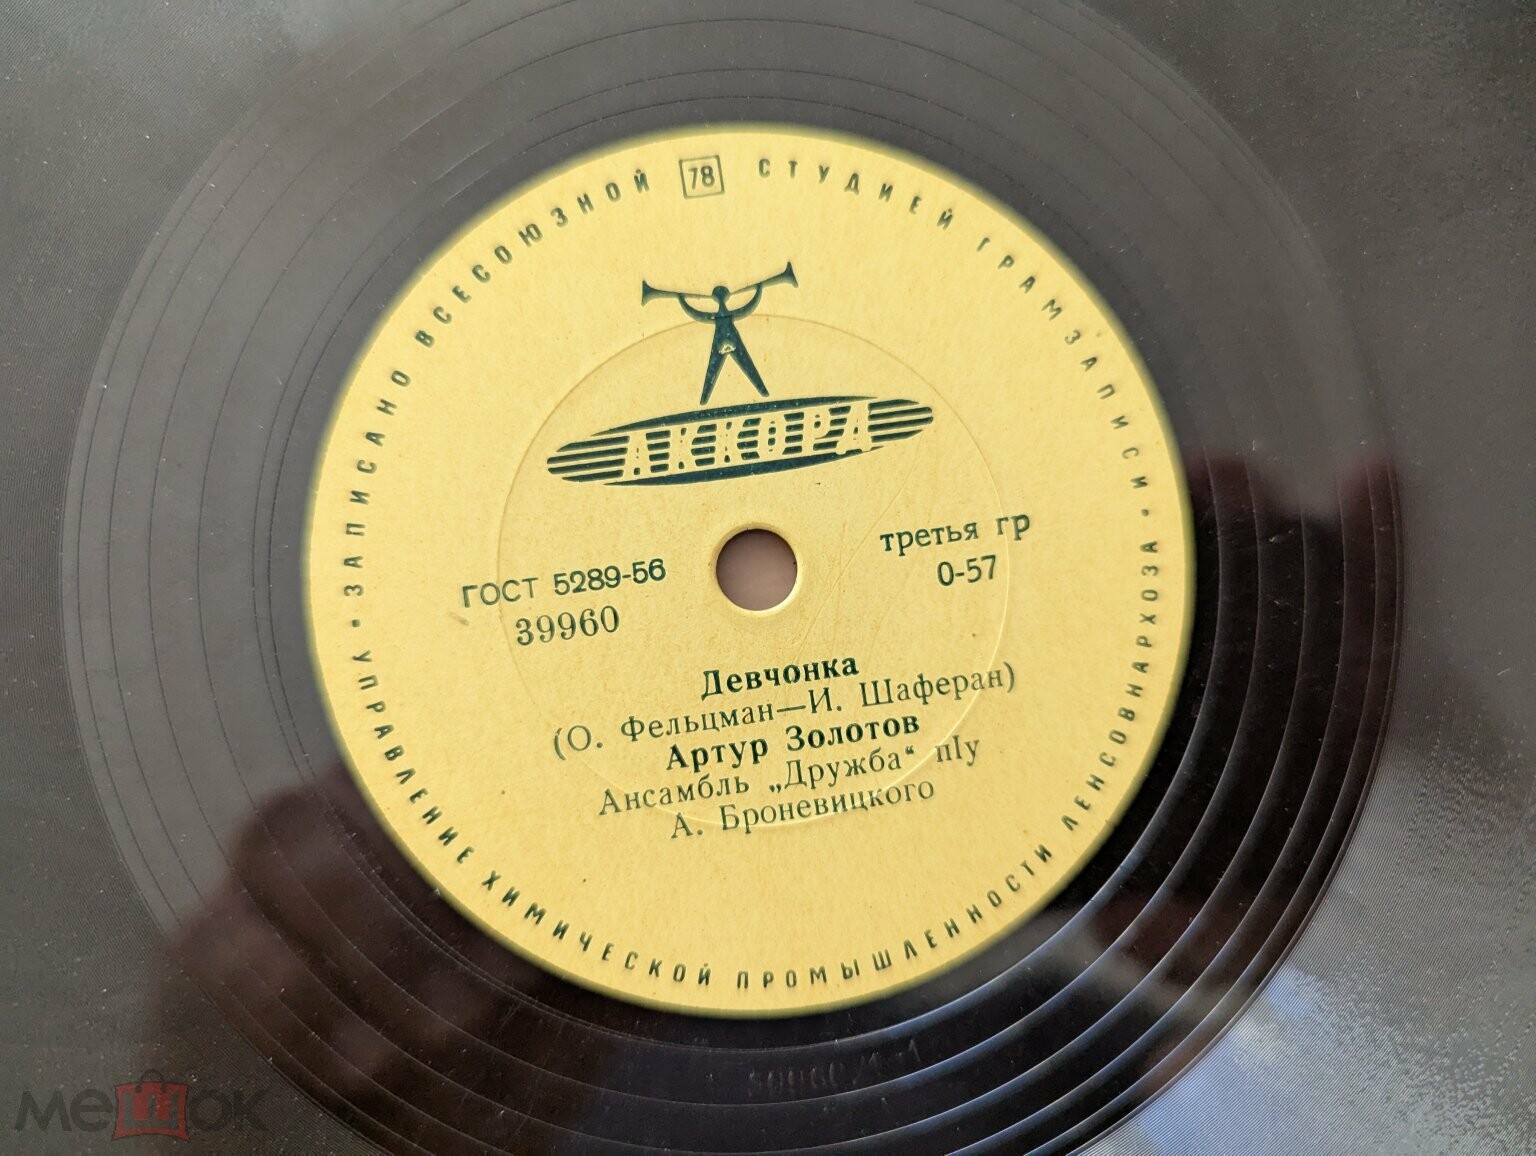 ЗАПИСАНО ВСЕСОЮЗНОЙ 78 СТУДИЕЙ ГРАМЗАПИСИ •
АККОРД
ГОСТ 5289-56
39960
третья гр
0-57
Девчонка
(О. Фельцман—И. Шаферан)
Артур Золотов
Ансамбль „Дружба“ п|у
А. Броневицкого
• УПРАВЛЕНИЕ ХИМИЧЕСКОЙ ПРОМЫШЛЕННОСТИ ЛЕНСОВНАРХОЗА
мешок